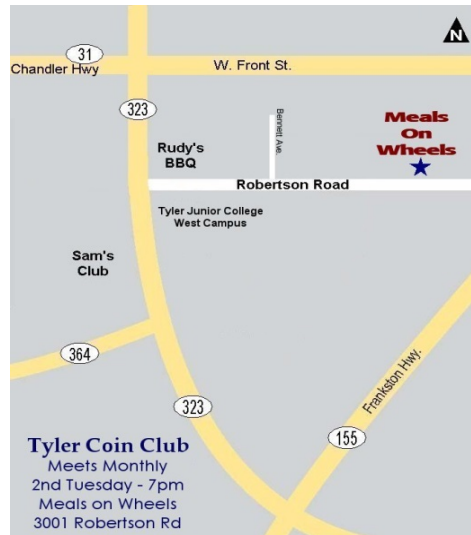 N
31
Chandler Hwy
W. Front St.
323
Bennett Ave.
Meals
On
Wheels
Rudy's
BBQ
Robertson Road
Tyler Junior College
West Campus
Sam's
Club
364
323
Frankston Hwy.
155
Tyler Coin Club
Meets Monthly
2nd Tuesday - 7pm
Meals on Wheels
3001 Robertson Rd